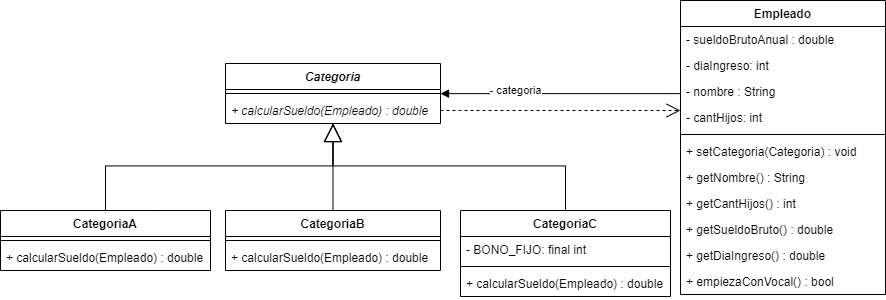 Empleado
- sueldoBrutoAnual : double
- diaIngreso: int
- nombre : String
- cantHijos: int
+ setCategoria(Categoria) : void
+ getNombre() : String
+ getCantHijos() : int
+ getSueldoBruto() : double
+ getDiaIngreso() : double
+ empiezaConVocal() : bool
Categoria
+ calcularSueldo(Empleado) : double
- categoria
CategoriaA
+ calcularSueldo(Empleado) : double
CategoriaB
+ calcularSueldo(Empleado) : double
CategoriaC
- BONO_FIJO: final int
+ calcularSueldo(Empleado) : double